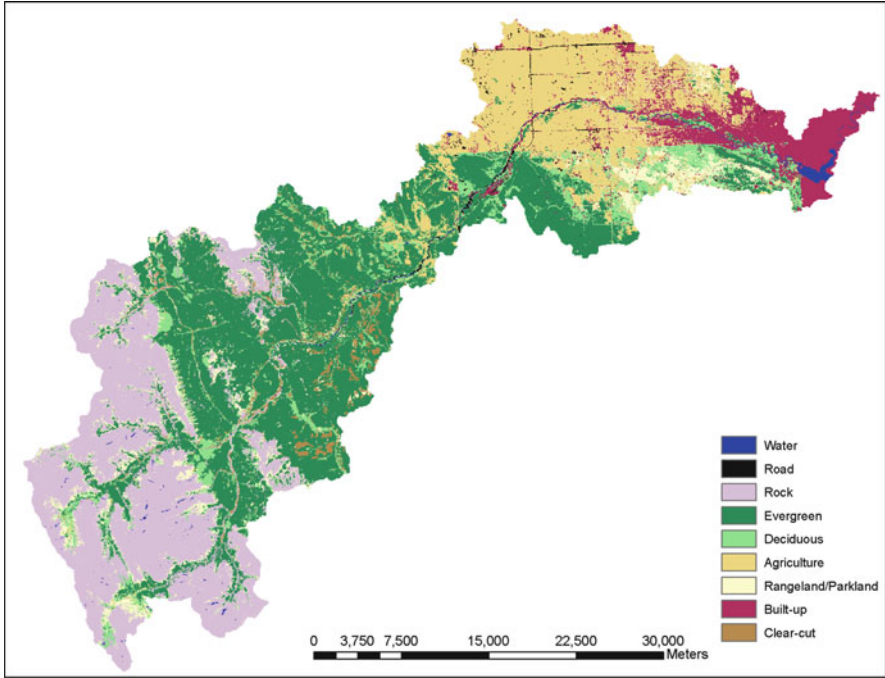 Water
Road
Rock
Evergreen
Deciduous
Agriculture
Rangeland/Parkland
Built-up
Clear-cut
0 3,750 7,500 15,000 22,500 30,000
Meters